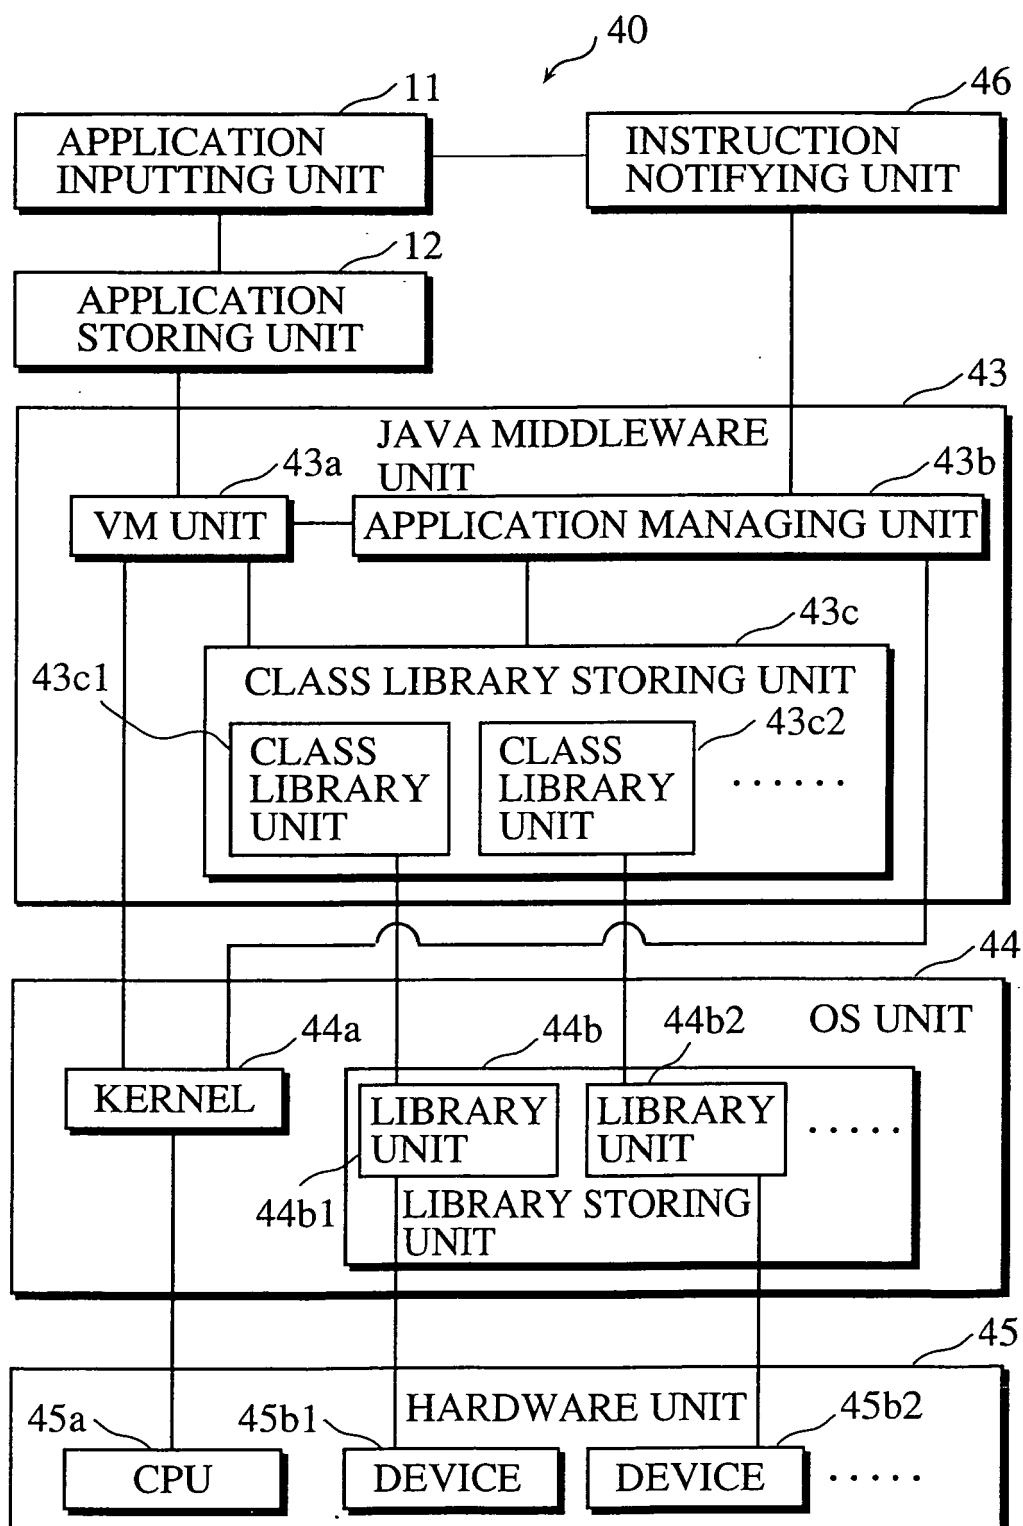 40
11
46
APPLICATION
INPUTTING UNIT
INSTRUCTION
NOTIFYING UNIT
12
APPLICATION
STORING UNIT
43
JAVA MIDDLEWARE
UNIT
43a
43b
VM UNIT
APPLICATION MANAGING UNIT
43c
43c1
CLASS LIBRARY STORING UNIT
43c2
CLASS
LIBRARY
UNIT
CLASS
LIBRARY
UNIT
......
44
OS UNIT
44a
44b
44b2
KERNEL
LIBRARY
UNIT
LIBRARY
UNIT
.....
44b1
LIBRARY STORING
UNIT
45
HARDWARE UNIT
45a
45b1
45b2
CPU
DEVICE
DEVICE
.....